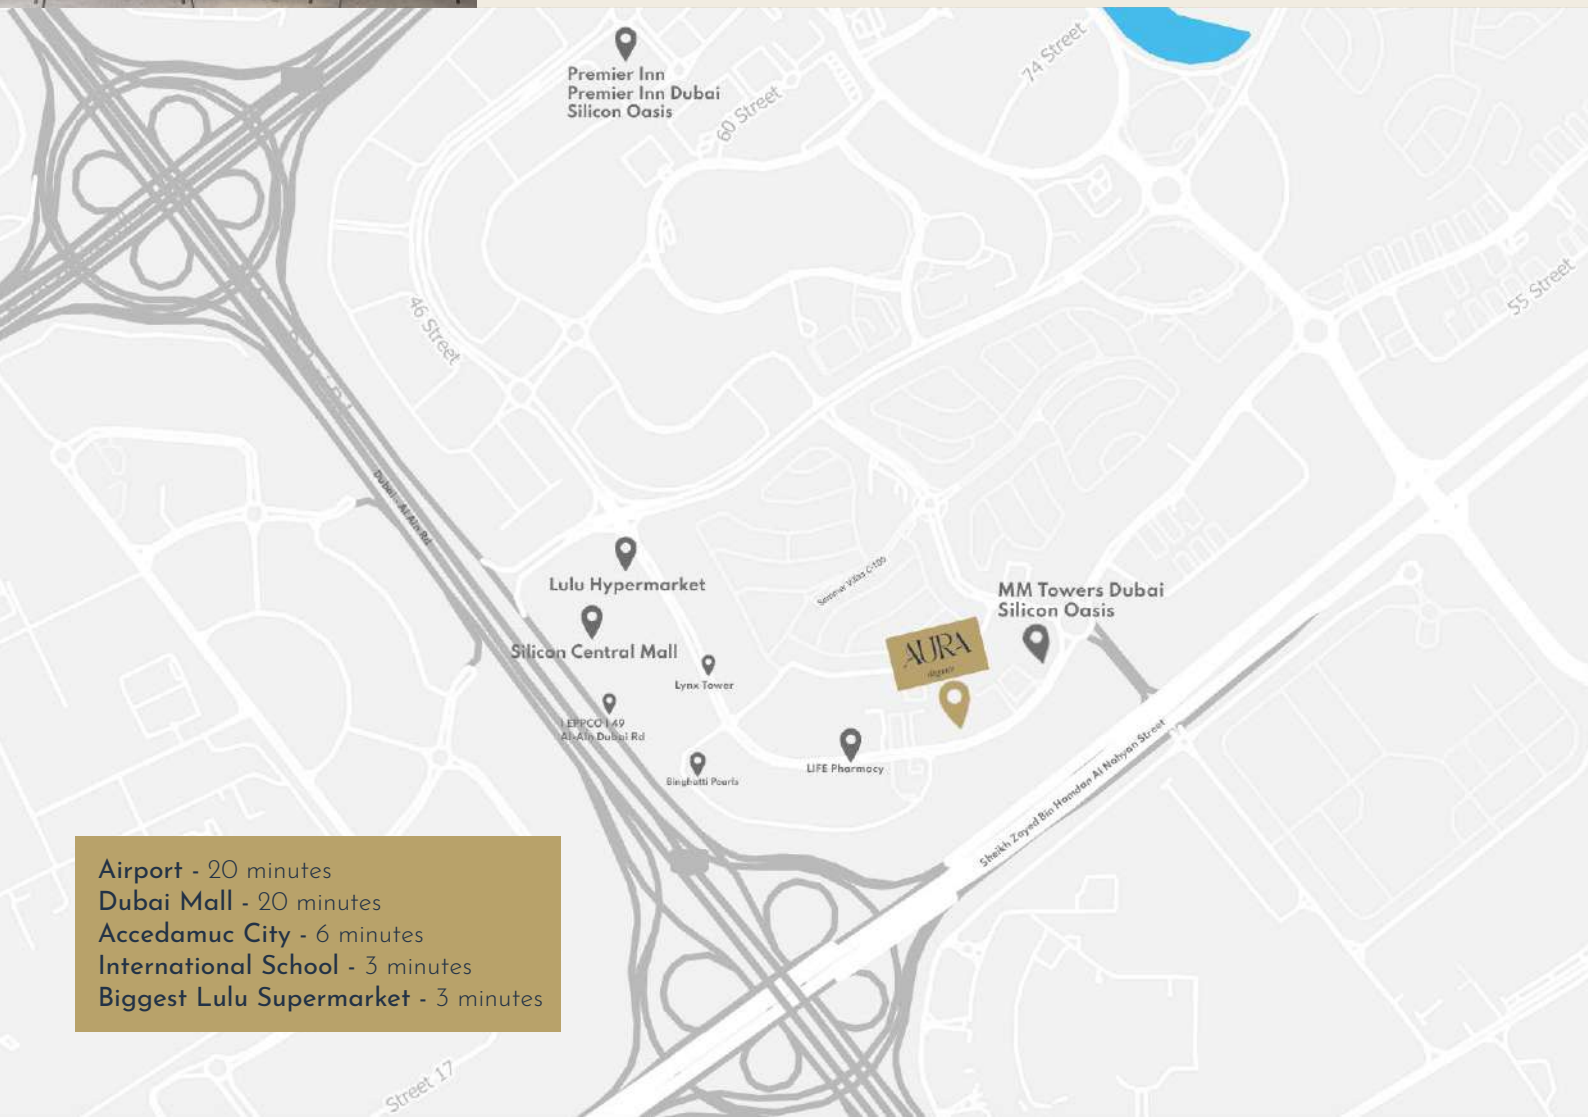 74 Street
Premier Inn
Premier Inn Dubai
Silicon Oasis
60 Street
55 Street
46 Street
Dubai - Al Ain Rd
Lulu Hypermarket
Silicon Central Mall
Lynx Tower
EPPCO 149
Al-Ain Dubai Rd
Binghatti Pearls
LIFE Pharmacy
Semmer Villas C-100
AURA
MM Towers Dubai
Silicon Oasis
Sheikh Zayed Bin Hamdan Al Nahyan Street
Airport - 20 minutes
Dubai Mall - 20 minutes
Accedamuc City - 6 minutes
International School - 3 minutes
Biggest Lulu Supermarket - 3 minutes
Street 17